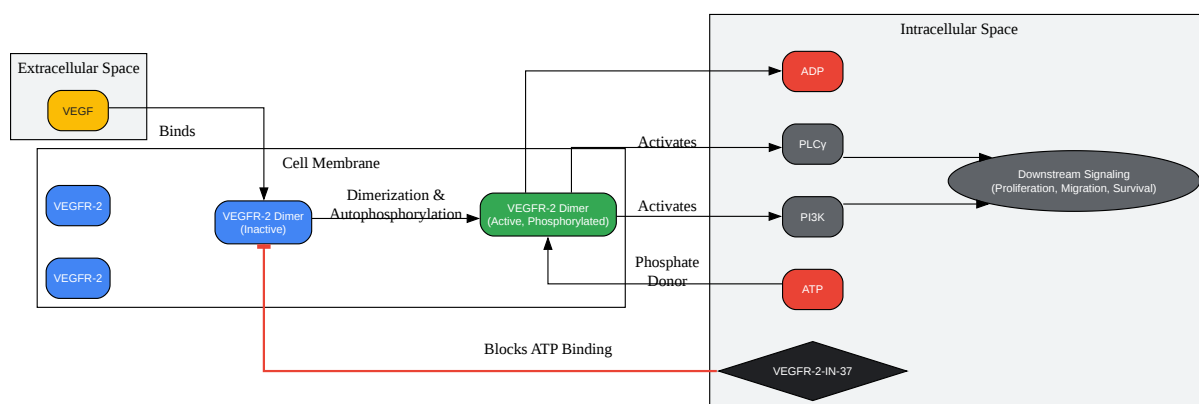 Intracellular Space
Extracellular Space
VEGF
Binds
Cell Membrane
VEGFR-2
VEGFR-2
VEGFR-2 Dimer
(Inactive)
Dimerization &
Autophosphorylation
VEGFR-2 Dimer
(Active, Phosphorylated)
Activates
Activates
Phosphate
Donor
ADP
PLCγ
PI3K
ATP
Downstream Signaling
(Proliferation, Migration, Survival)
Blocks ATP Binding
VEGFR-2-IN-37